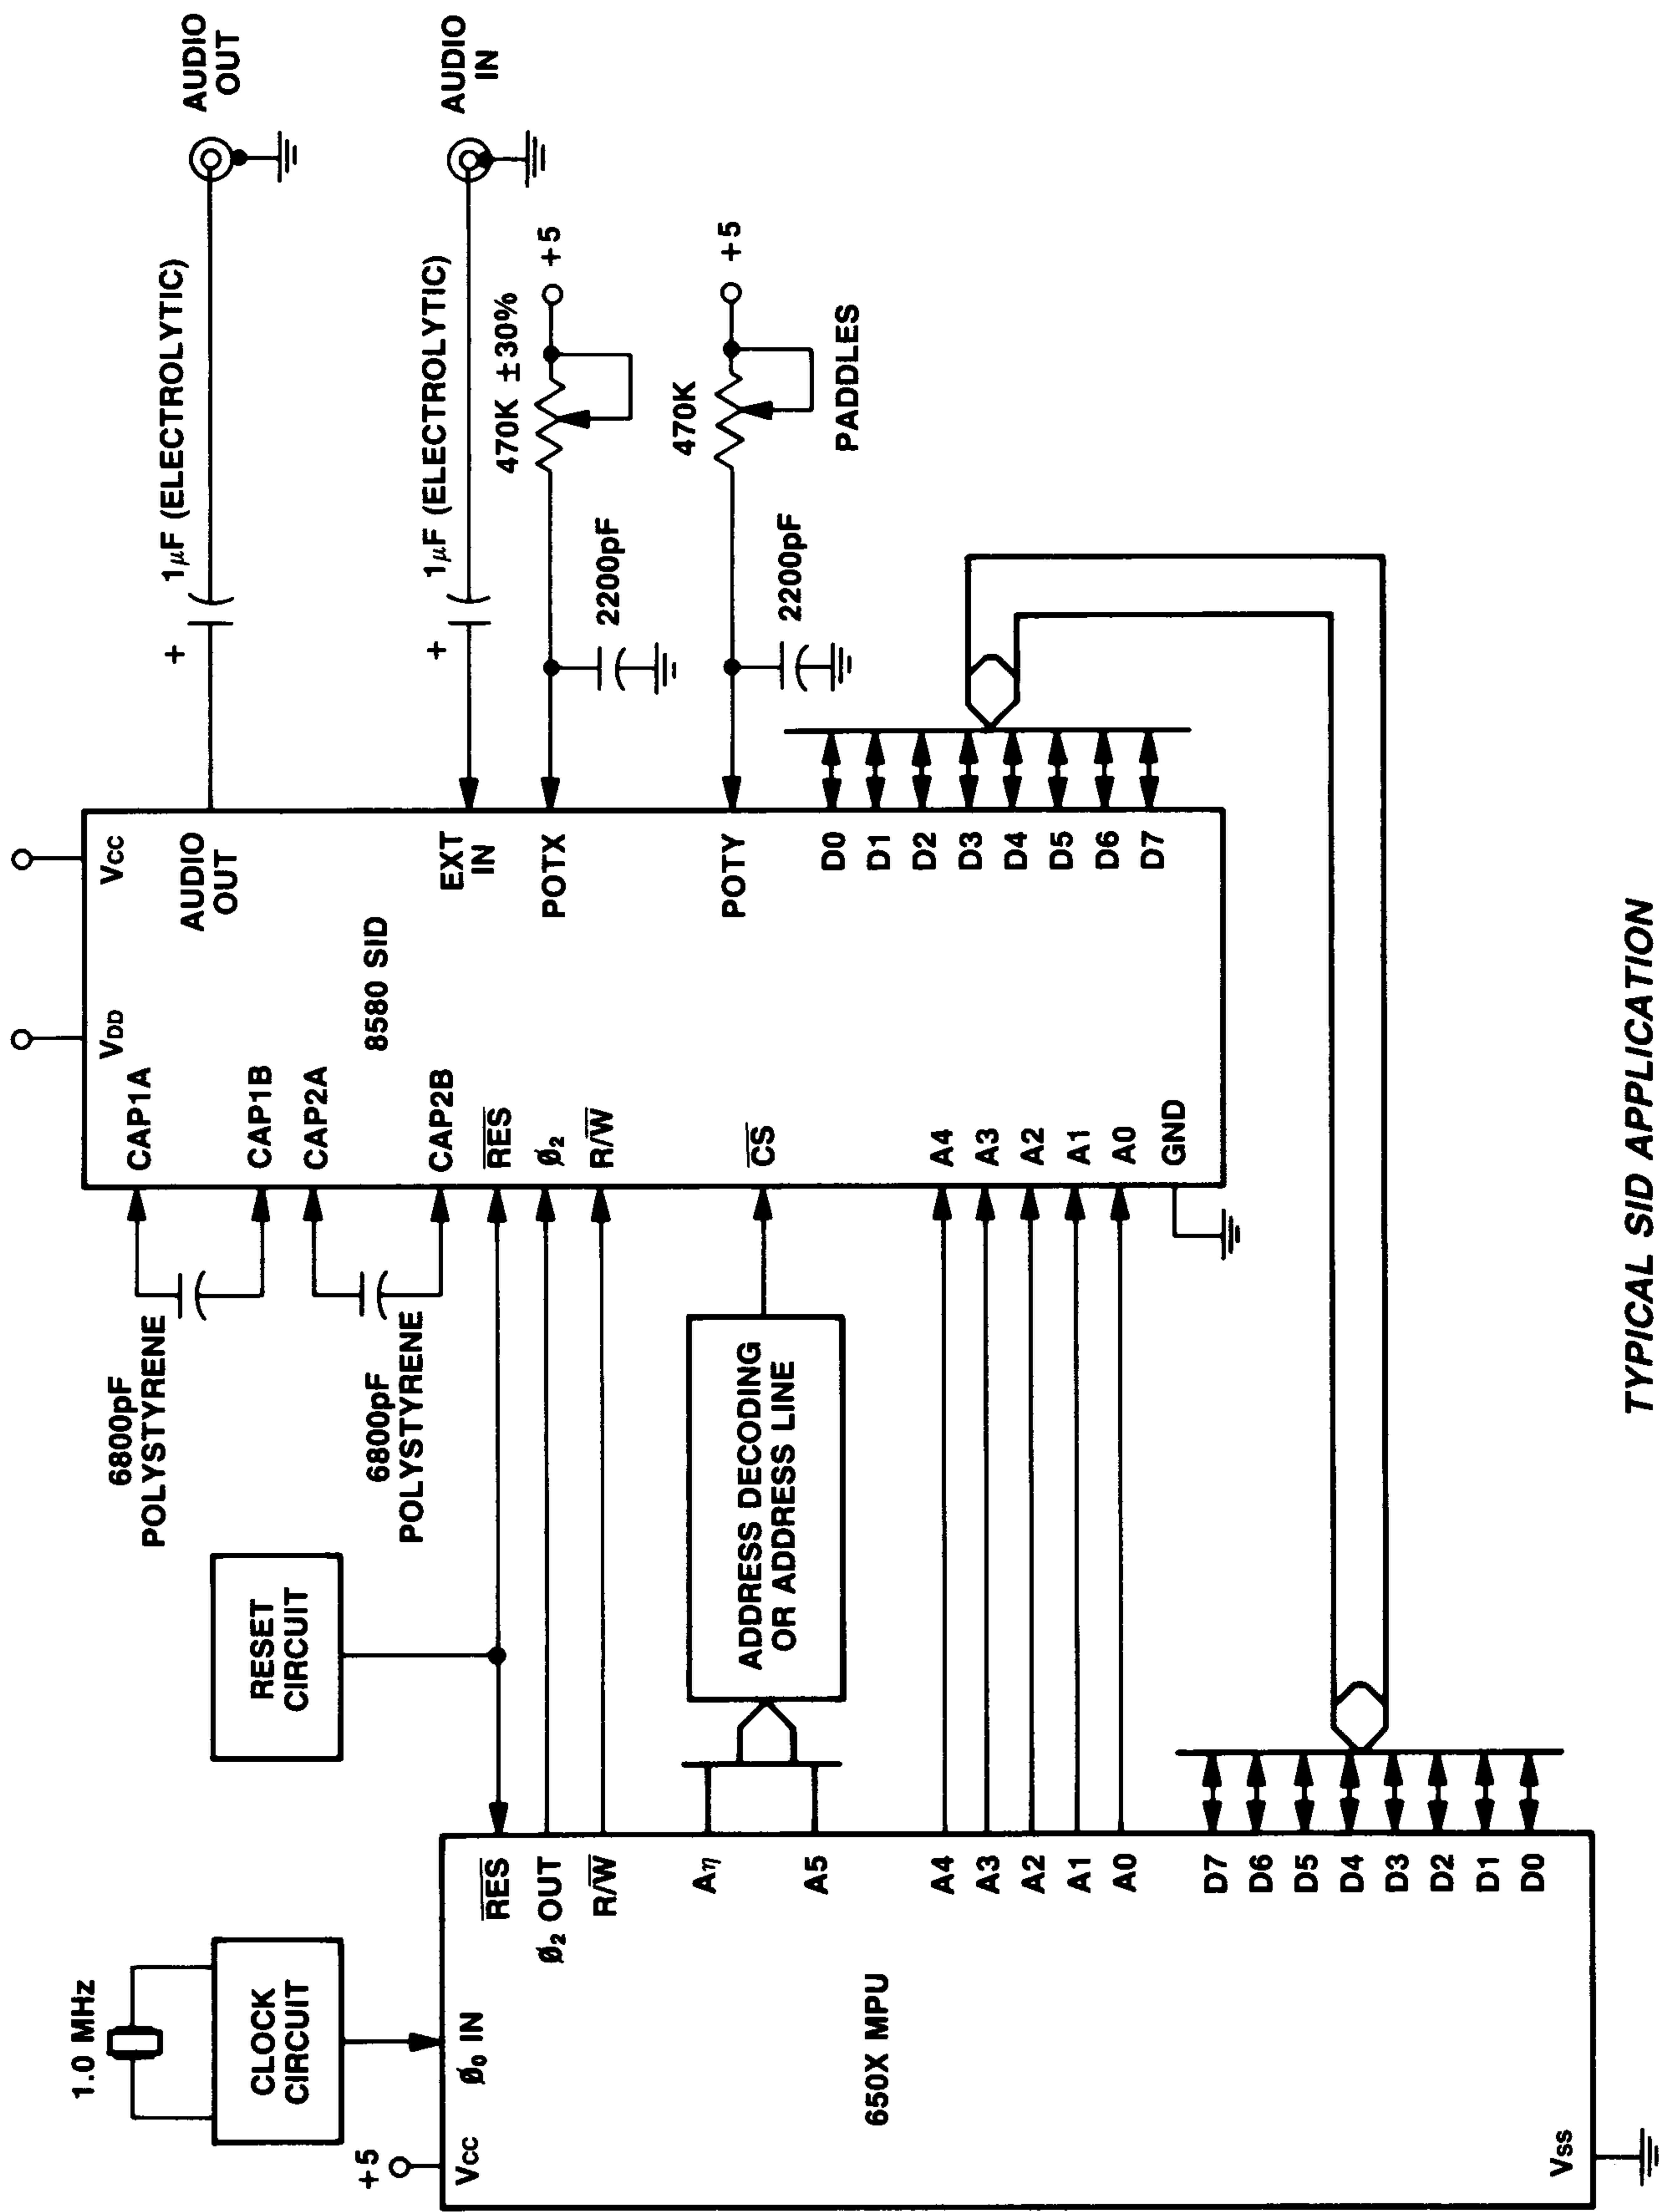 1.0 MHz
CLOCK
CIRCUIT
+5
Vcc
ø₀ IN
650X MPU
Vss
R̅E̅S̅
ø₂ OUT
R/W̅
Aη
A5
A4
A3
A2
A1
A0
D7
D6
D5
D4
D3
D2
D1
D0
RESET
CIRCUIT
ADDRESS DECODING
OR ADDRESS LINE
6800pF
POLYSTYRENE
6800pF
POLYSTYRENE
VDD
Vcc
8580 SID
CAP1A
CAP1B
CAP2A
CAP2B
R̅E̅S̅
ø₂
R/W̅
C̅S̅
A4
A3
A2
A1
A0
GND
AUDIO
OUT
EXT
IN
POTX
POTY
D0
D1
D2
D3
D4
D5
D6
D7
+
1μF (ELECTROLYTIC)
AUDIO
OUT
+
1μF (ELECTROLYTIC)
AUDIO
IN
470K ±30%
+5
2200pF
470K
+5
2200pF
PADDLES
TYPICAL SID APPLICATION